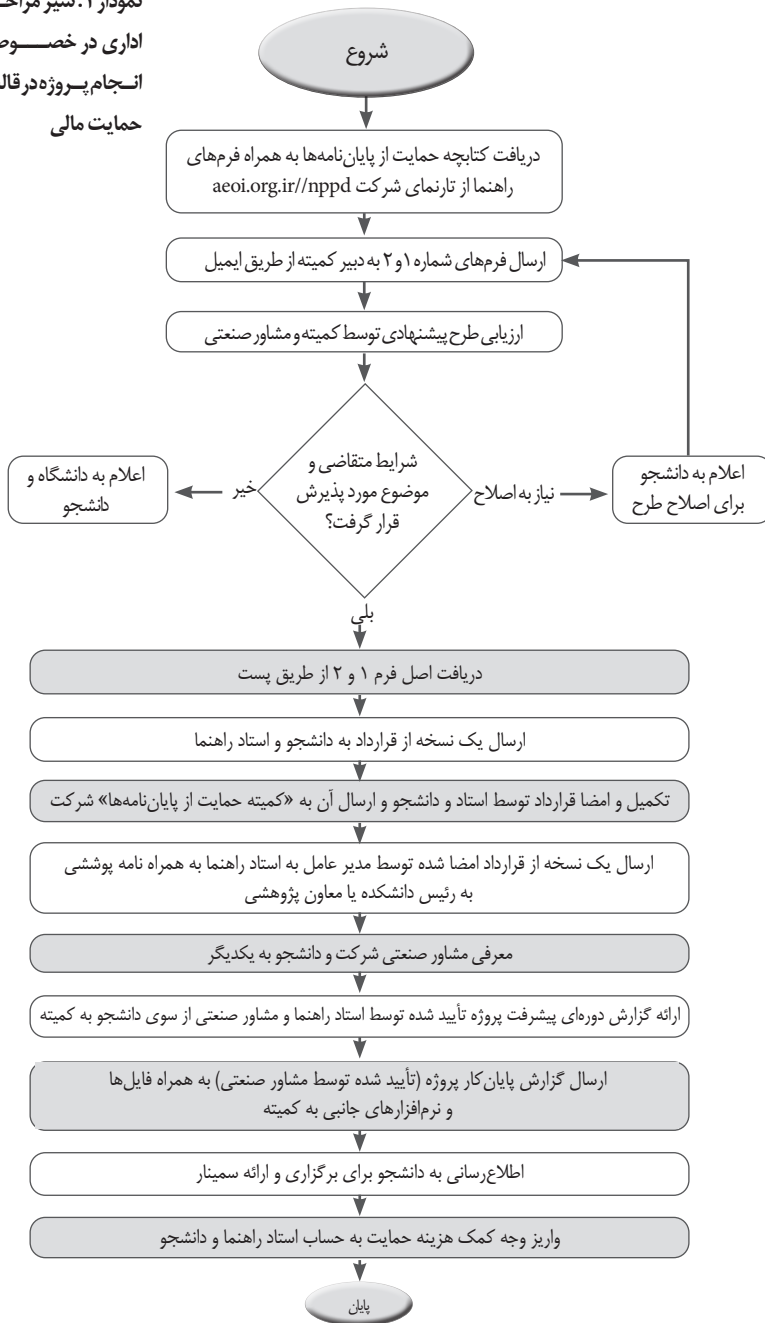 نمودار ۲. سیر مراحـ
اداری در خصــوص
انـجام پـروژه در قالـ
حمایت مالی
شروع
دریافت کتابچه حمایت از پایان‌نامه‌ها به همراه فرم‌های
راهنما از تارنمای شرکت aeoi.org.ir//nppd
ارسال فرم‌های شماره ۱و ۲ به دبیر کمیته از طریق ایمیل
ارزیابی طرح پیشنهادی توسط کمیته و مشاور صنعتی
شرایط متقاضی و
موضوع مورد پذیرش
قرار گرفت؟
نیاز به اصلاح
اعلام به دانشجو
برای اصلاح طرح
خیر
اعلام به دانشگاه و
دانشجو
بلی
دریافت اصل فرم ۱ و ۲ از طریق پست
ارسال یک نسخه از قرارداد به دانشجو و استاد راهنما
تکمیل و امضا قرارداد توسط استاد و دانشجو و ارسال آن به «کمیته حمایت از پایان‌نامه‌ها» شرکت
ارسال یک نسخه از قرارداد امضا شده توسط مدیر عامل به استاد راهنما به همراه نامه پوششی
به رئیس دانشکده یا معاون پژوهشی
معرفی مشاور صنعتی شرکت و دانشجو به یکدیگر
ارائه گزارش دوره‌ای پیشرفت پروژه تأیید شده توسط استاد راهنما و مشاور صنعتی از سوی دانشجو به کمیته
ارسال گزارش پایان‌کار پروژه (تأیید شده توسط مشاور صنعتی) به همراه فایل‌ها
و نرم‌افزارهای جانبی به کمیته
اطلاع‌رسانی به دانشجو برای برگزاری و ارائه سمینار
واریز وجه کمک هزینه حمایت به حساب استاد راهنما و دانشجو
پایان